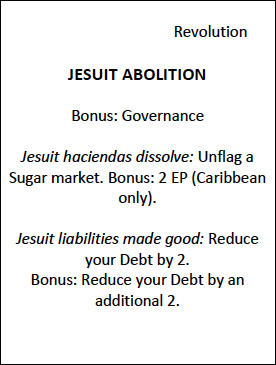 Revolution
JESUIT ABOLITION
Bonus: Governance
Jesuit haciendas dissolve: Unflag a
Sugar market. Bonus: 2 EP (Caribbean
only).
Jesuit liabilities made good: Reduce
your Debt by 2.
Bonus: Reduce your Debt by an
additional 2.